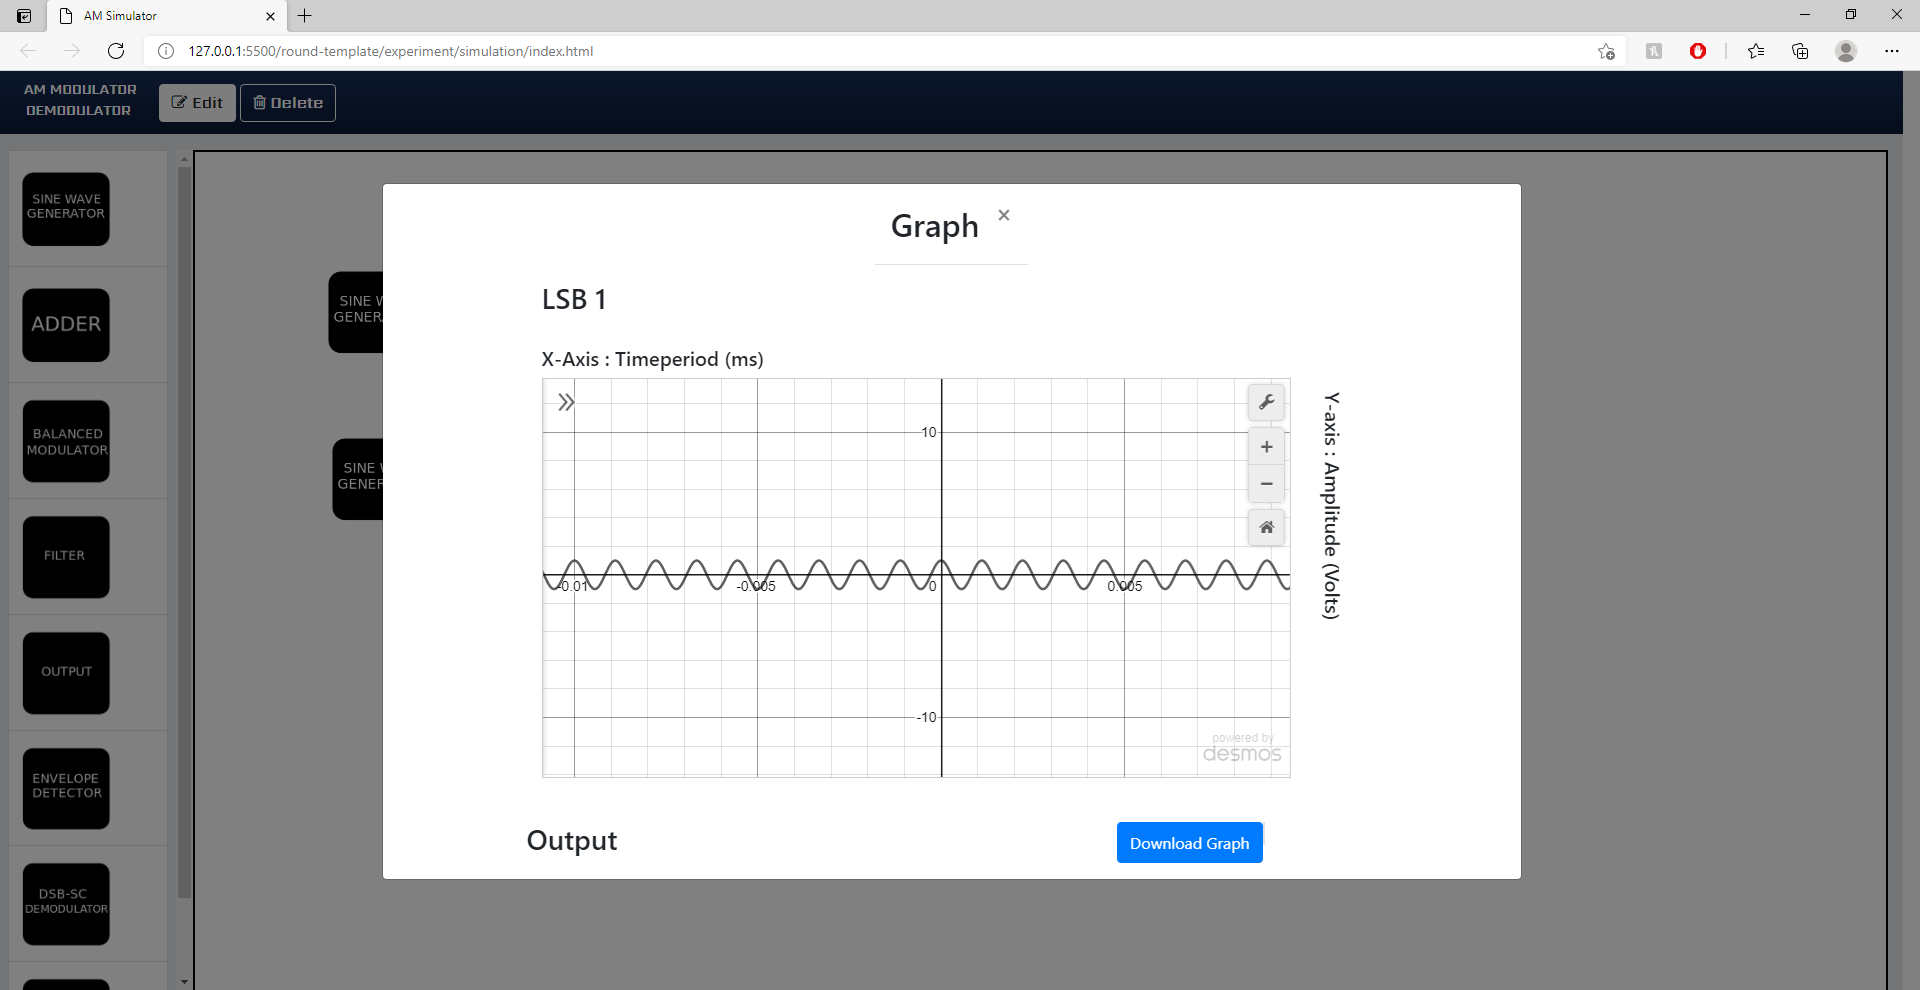 AM Simulator
127.0.0.1:5500/round-template/experiment/simulation/index.html
AM MODULATOR
DEMODULATOR
Edit
Delete
SINE WAVE
GENERATOR
ADDER
BALANCED
MODULATOR
FILTER
OUTPUT
ENVELOPE
DETECTOR
DSB-SC
DEMODULATOR
SINE W
GENER
SINE
GENER
Graph ×
LSB 1
X-Axis : Timeperiod (ms)
10
-0.01
-0.005
0
0.005
-10
powered by
desmos
Y-axis : Amplitude (Volts)
Output
Download Graph